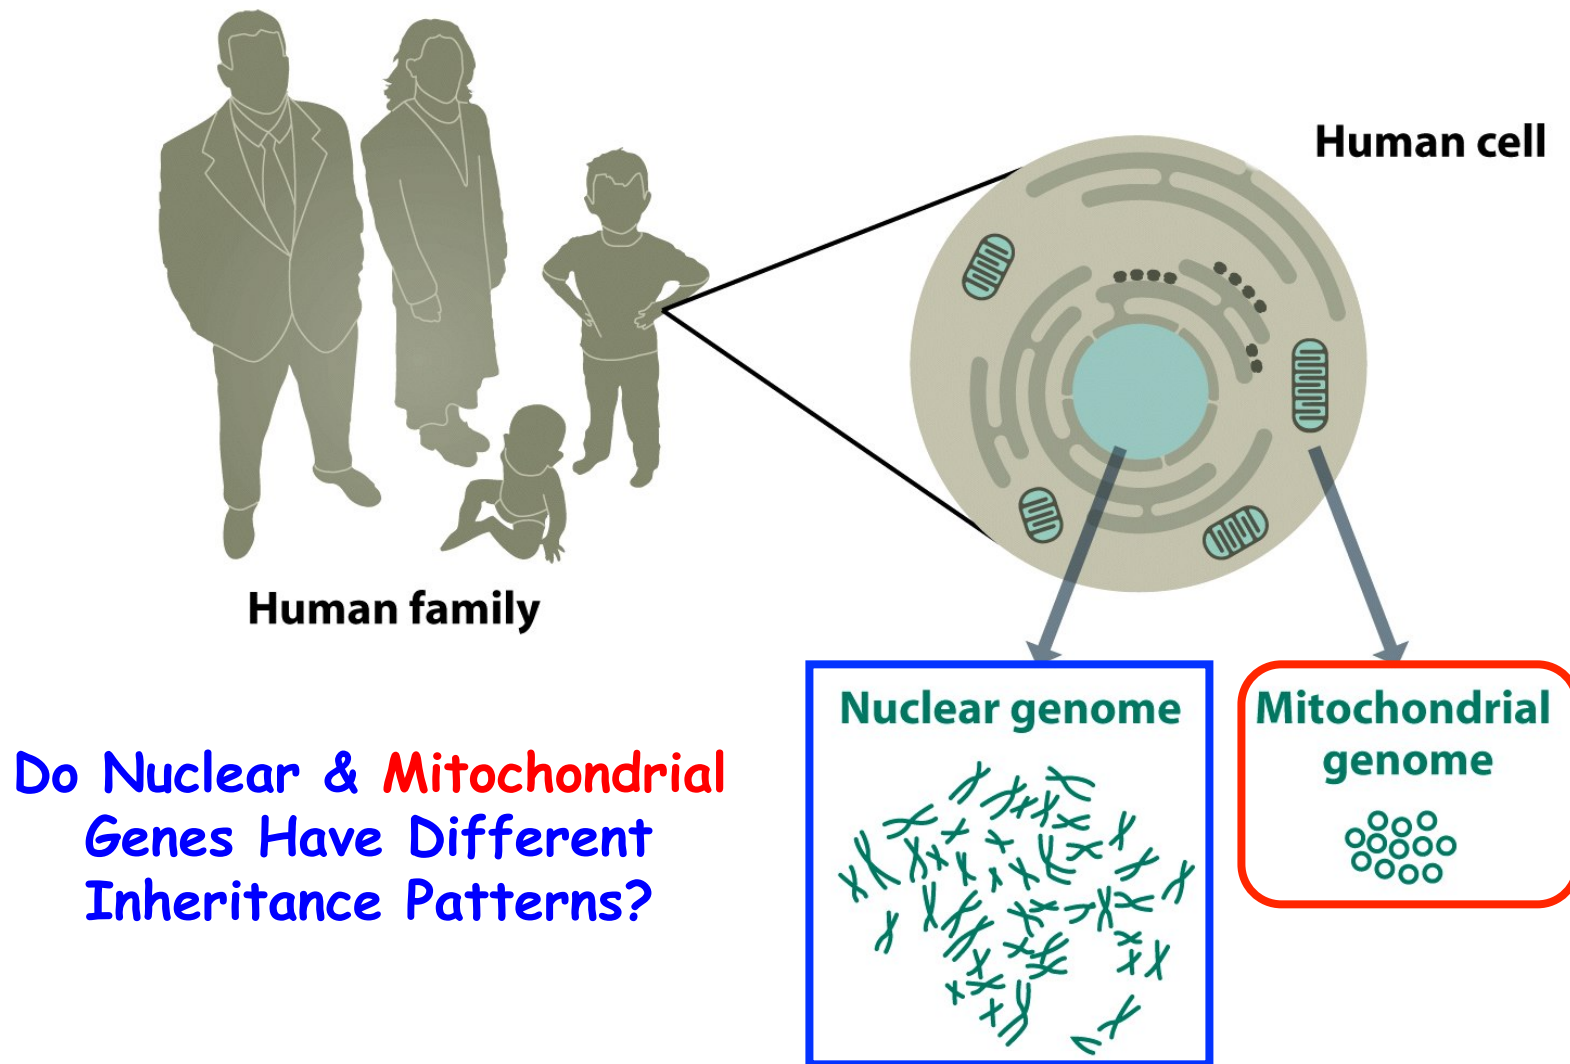 Human cell
Human family
Nuclear genome
Mitochondrial
genome
Do Nuclear & Mitochondrial
Genes Have Different
Inheritance Patterns?